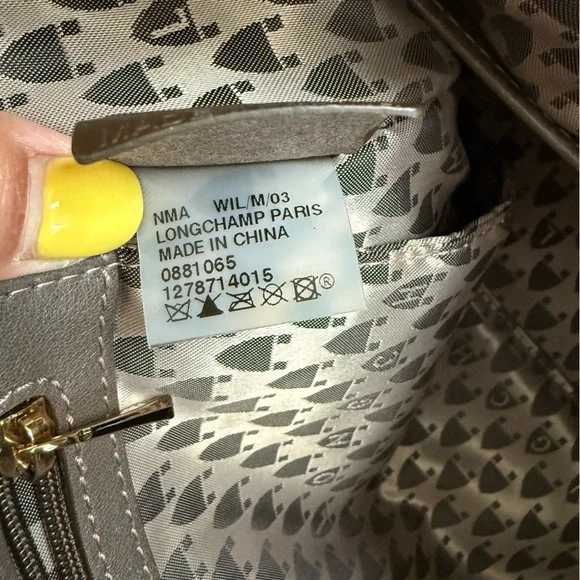 NMA WIL/M/03
LONGCHAMP PARIS
MADE IN CHINA
0881065
1278714015
®